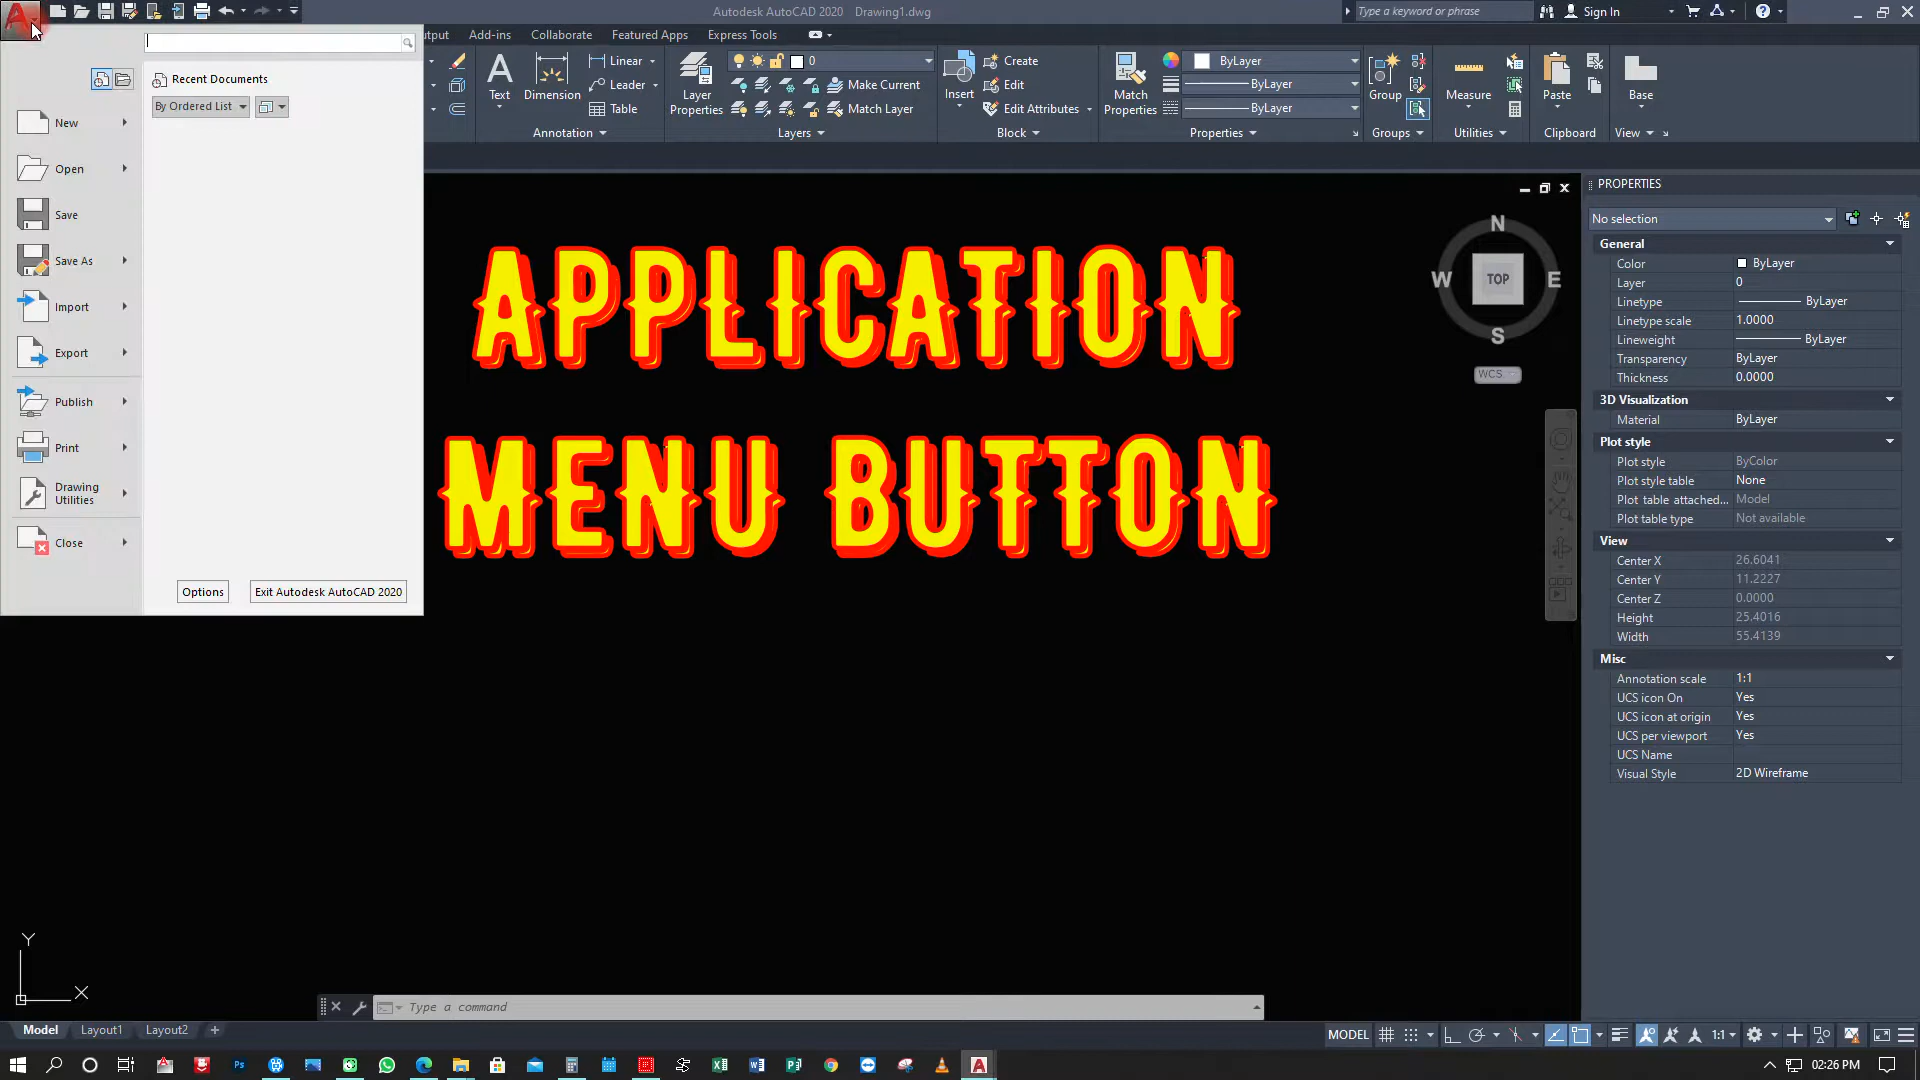 Autodesk AutoCAD 2020 Drawing1.dwg
Type a keyword or phrase
Sign In
Add-ins
Collaborate
Featured Apps
Express Tools
Recent Documents
By Ordered List
New
Open
Save
Save As
Import
Export
Publish
Print
Drawing
Utilities
Close
Options
Exit Autodesk AutoCAD 2020
Text
Dimension
Linear
Leader
Table
Annotation
Layer
Properties
0
Make Current
Match Layer
Layers
Insert
Create
Edit
Edit Attributes
Block
Match
Properties
ByLayer
ByLayer
ByLayer
Properties
Group
Groups
Measure
Utilities
Paste
Clipboard
Base
View
APPLICATION
MENU BUTTON
N
W
TOP
E
S
WCS
PROPERTIES
No selection
General
Color ByLayer
Layer 0
Linetype ByLayer
Linetype scale 1.0000
Lineweight ByLayer
Transparency ByLayer
Thickness 0.0000
3D Visualization
Material ByLayer
Plot style
Plot style ByColor
Plot style table None
Plot table attached... Model
Plot table type Not available
View
Center X 26.6041
Center Y 11.2227
Center Z 0.0000
Height 25.4016
Width 55.4139
Misc
Annotation scale 1:1
UCS icon On Yes
UCS icon at origin Yes
UCS per viewport Yes
UCS Name
Visual Style 2D Wireframe
Y
X
Type a command
Model
Layout1
Layout2
MODEL
1:1
02:26 PM